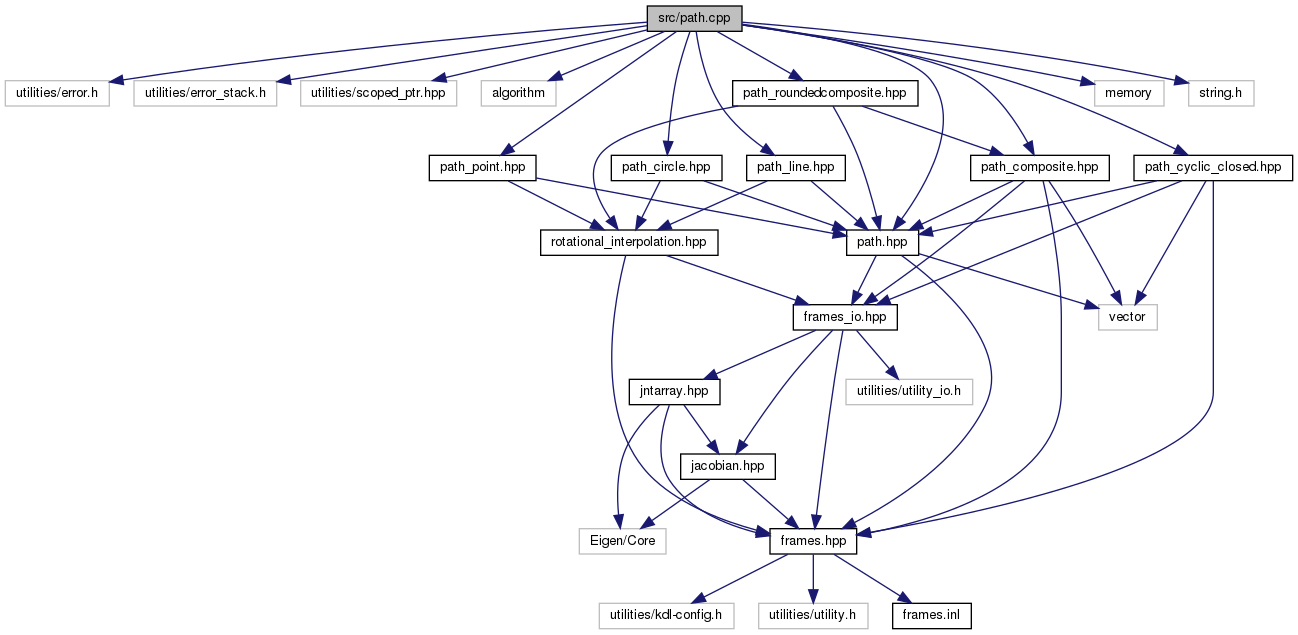 src/path.cpp
utilities/error.h
utilities/error_stack.h
utilities/scoped_ptr.hpp
algorithm
path_roundedcomposite.hpp
memory
string.h
path_point.hpp
path_circle.hpp
path_line.hpp
path_composite.hpp
path_cyclic_closed.hpp
rotational_interpolation.hpp
path.hpp
frames_io.hpp
vector
jntarray.hpp
utilities/utility_io.h
jacobian.hpp
Eigen/Core
frames.hpp
utilities/kdl-config.h
utilities/utility.h
frames.inl